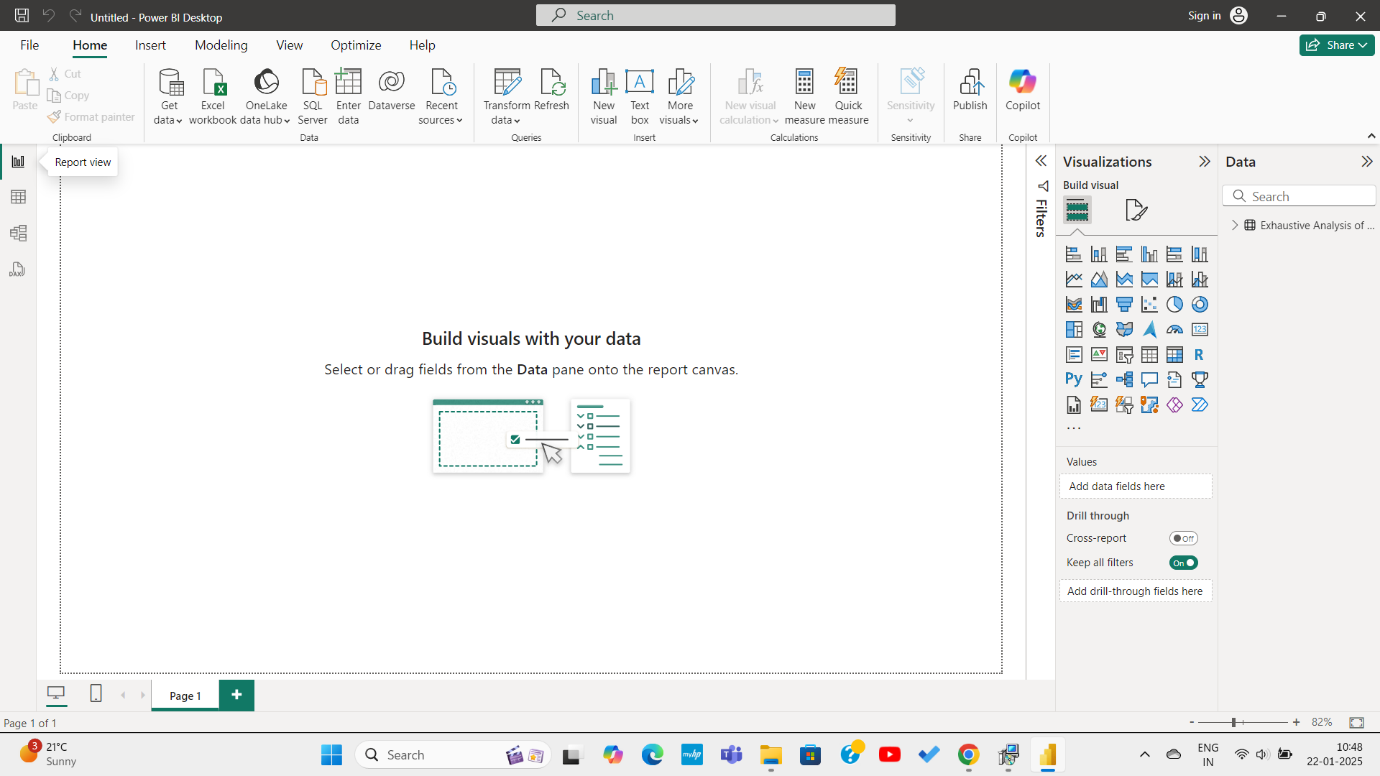 Untitled - Power BI Desktop
Search
Sign in
File
Home
Insert
Modeling
View
Optimize
Help
Share
Paste
Cut
Copy
Format painter
Clipboard
Get data
Excel workbook
OneLake data hub
SQL Server
Enter data
Dataverse
Recent sources
Data
Transform data
Refresh
Queries
New visual
A
Text box
More visuals
Insert
New visual calculation
New measure
Quick measure
Calculations
Sensitivity
Sensitivity
Publish
Share
Copilot
Copilot
Report view
Filters
Visualizations
Build visual
123
R
Py
123
...
Values
Add data fields here
Drill through
Cross-report
Off
Keep all filters
On
Add drill-through fields here
Data
Search
Exhaustive Analysis of ...
Build visuals with your data
Select or drag fields from the Data pane onto the report canvas.
DAX
Page 1
+
Page 1 of 1
- + 82%
3
21°C
Sunny
Search
myhp
ENG
IN
10:48
22-01-2025